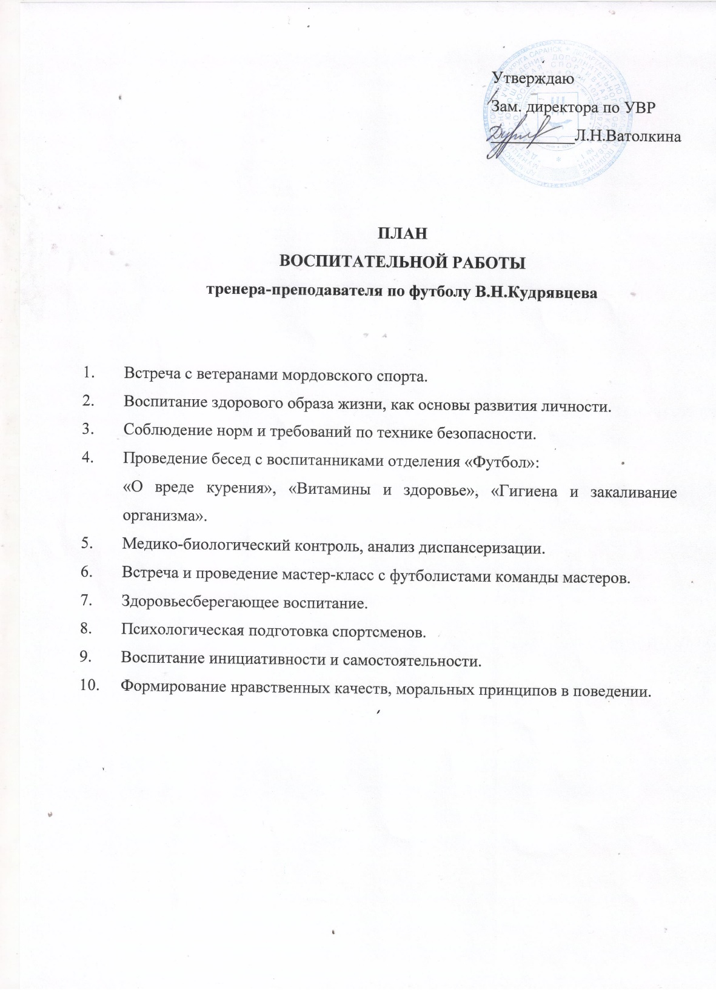 Утверждаю
Зам. директора по УВР
__________Л.Н.Ватолкина
ПЛАН
ВОСПИТАТЕЛЬНОЙ РАБОТЫ
тренера-преподавателя по футболу В.Н.Кудрявцева
1. Встреча с ветеранами мордовского спорта.
2. Воспитание здорового образа жизни, как основы развития личности.
3. Соблюдение норм и требований по технике безопасности.
4. Проведение бесед с воспитанниками отделения «Футбол»:
«О вреде курения», «Витамины и здоровье», «Гигиена и закаливание
организма».
5. Медико-биологический контроль, анализ диспансеризации.
6. Встреча и проведение мастер-класс с футболистами команды мастеров.
7. Здоровьесберегающее воспитание.
8. Психологическая подготовка спортсменов.
9. Воспитание инициативности и самостоятельности.
10. Формирование нравственных качеств, моральных принципов в поведении.